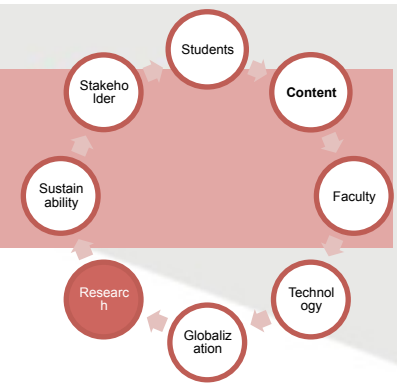 Students
Content
Faculty
Technol
ogy
Globaliz
ation
Researc
h
Sustain
ability
Stakeho
lder